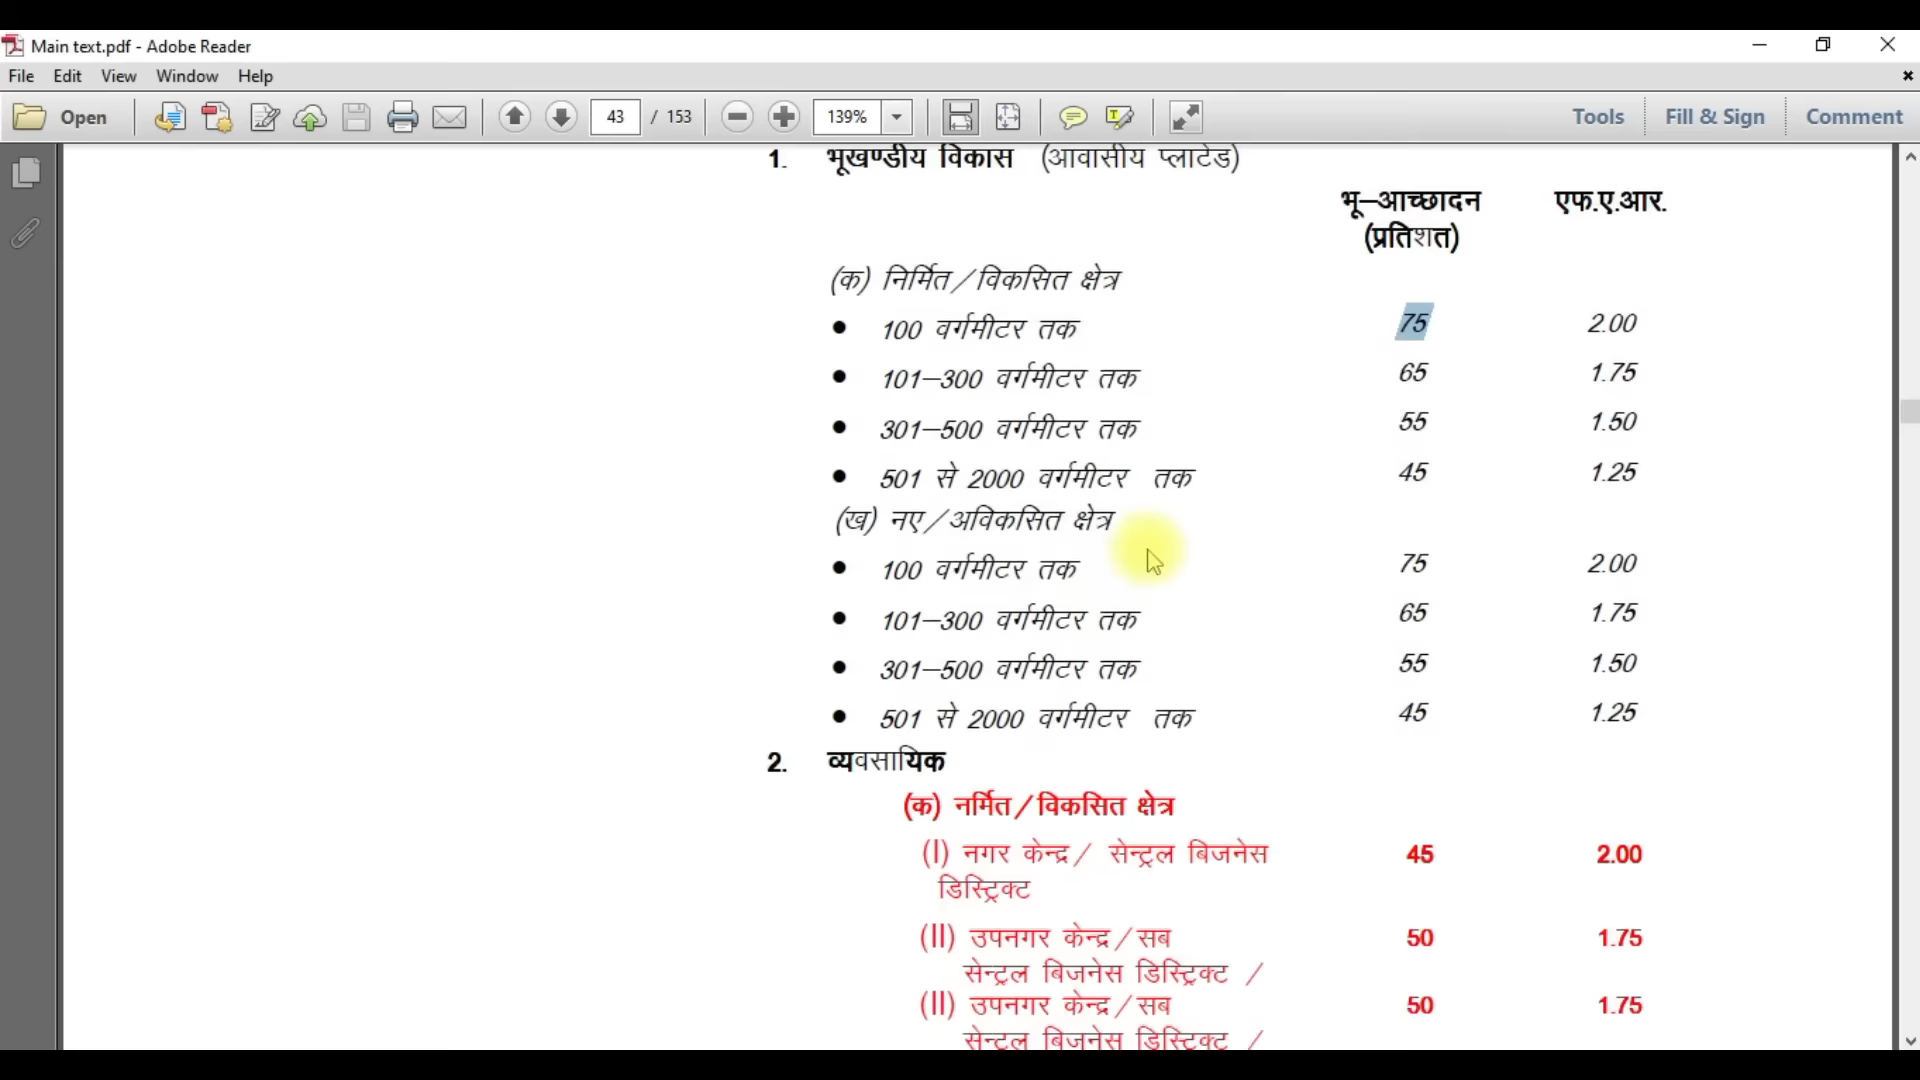 Main text.pdf - Adobe Reader
File Edit View Window Help
Open 43 / 153 139% Tools Fill & Sign Comment
1. भूखण्डीय विकास (आवासीय प्लाटेड)
भू–आच्छादन एफ.ए.आर.
(प्रतिशत)
(क) निर्मित/विकसित क्षेत्र
• 100 वर्गमीटर तक 75 2.00
• 101–300 वर्गमीटर तक 65 1.75
• 301–500 वर्गमीटर तक 55 1.50
• 501 से 2000 वर्गमीटर तक 45 1.25
(ख) नए/अविकसित क्षेत्र
• 100 वर्गमीटर तक 75 2.00
• 101–300 वर्गमीटर तक 65 1.75
• 301–500 वर्गमीटर तक 55 1.50
• 501 से 2000 वर्गमीटर तक 45 1.25
2. व्यवसायिक
(क) नर्मित/विकसित क्षेत्र
(I) नगर केन्द्र/ सेन्ट्रल बिजनेस 45 2.00
डिस्ट्रिक्ट
(II) उपनगर केन्द्र/सब 50 1.75
सेन्ट्रल बिजनेस डिस्ट्रिक्ट /
(II) उपनगर केन्द्र/सब 50 1.75
सेन्ट्रल बिजनेस डिस्ट्रिक्ट /